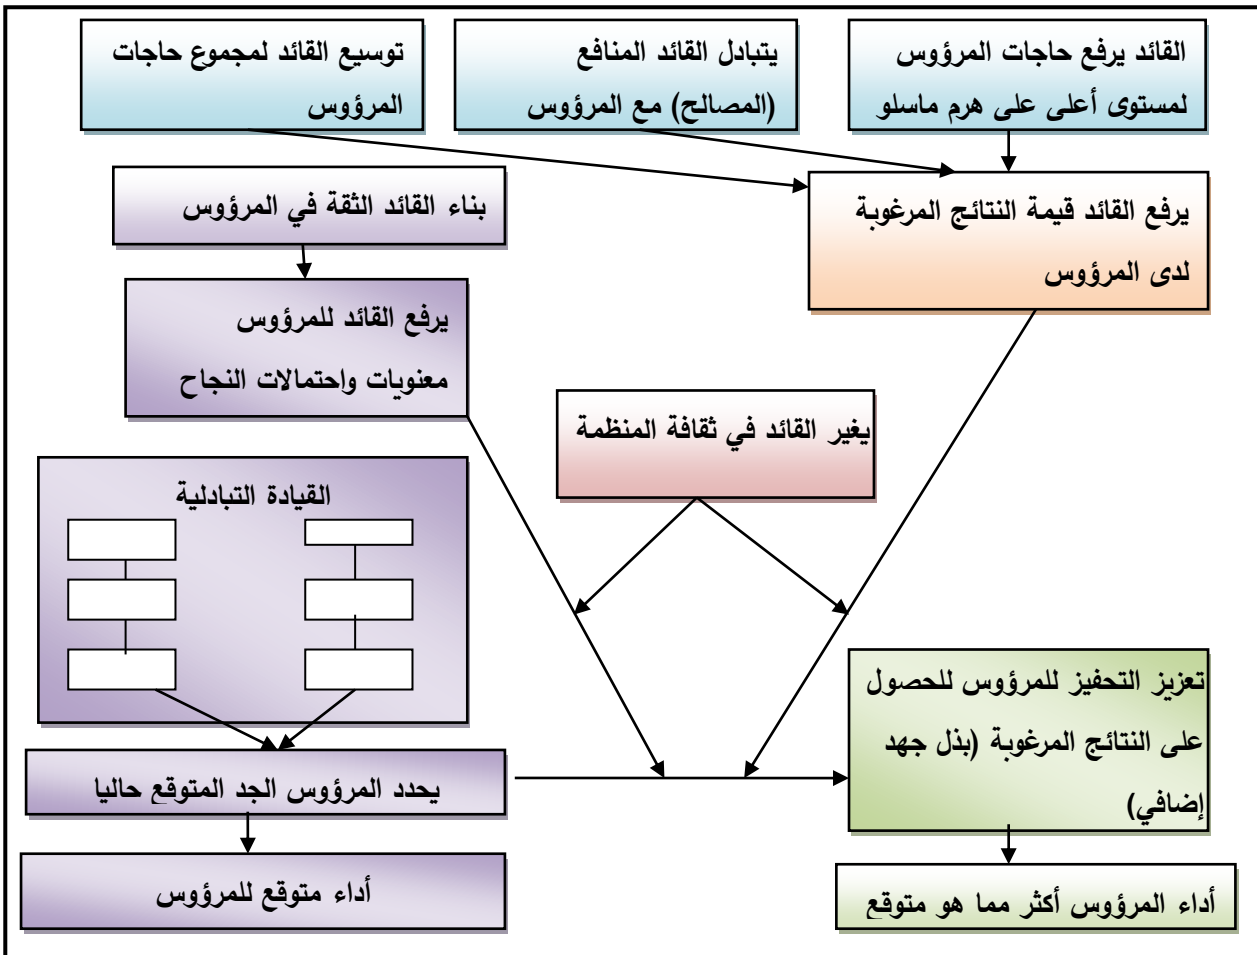 القائد يرفع حاجات المرؤوس
لمستوى أعلى على هرم ماسلو
يتبادل القائد المنافع
(المصالح) مع المرؤوس
توسيع القائد لمجموع حاجات
المرؤوس
يرفع القائد قيمة النتائج المرغوبة
لدى المرؤوس
بناء القائد الثقة في المرؤوس
يرفع القائد للمرؤوس
معنويات واحتمالات النجاح
يغير القائد في ثقافة المنظمة
القيادة التبادلية
تعزيز التحفيز للمرؤوس للحصول
على النتائج المرغوبة (بذل جهد
إضافي)
يحدد المرؤوس الجد المتوقع حاليا
أداء متوقع للمرؤوس
أداء المرؤوس أكثر مما هو متوقع